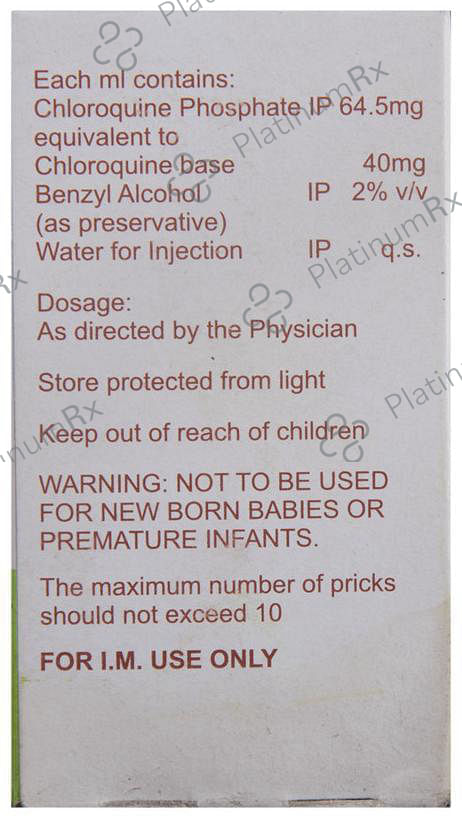 Each ml contains:
Chloroquine Phosphate IP 64.5mg
equivalent to
Chloroquine base 40mg
Benzyl Alcohol IP 2% v/v
(as preservative)
Water for Injection IP q.s.
Dosage:
As directed by the Physician
Store protected from light
Keep out of reach of children
WARNING: NOT TO BE USED
FOR NEW BORN BABIES OR
PREMATURE INFANTS.
The maximum number of pricks
should not exceed 10
FOR I.M. USE ONLY
PlatinumRx
PlatinumRx